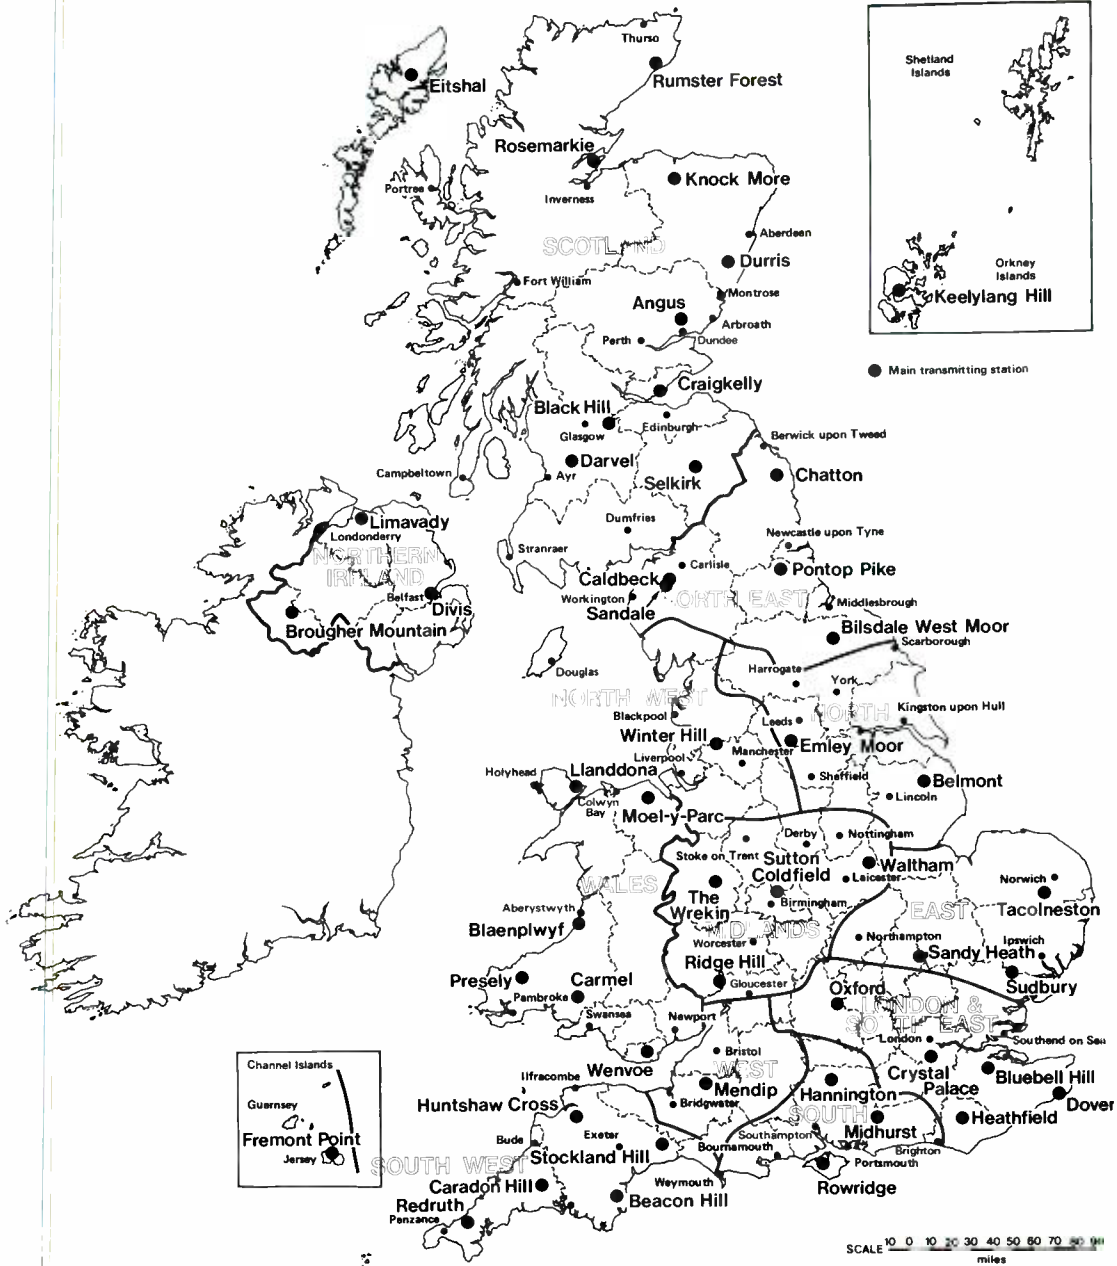 Thurso
Shetland
Islands
Eitshal
Rumster Forest
Rosemarkie
Knock More
Portree
Inverness
Aberdeen
SCOTLAND
Durris
Orkney
Islands
Fort William
Montrose
Keelylang Hill
Angus
Arbroath
Perth
Dundee
Main transmitting station
Craigkelly
Black Hill
Edinburgh
Glasgow
Berwick upon Tweed
Darvel
Campbeltown
Ayr
Selkirk
Chatton
Limavady
Dumfries
Londonderry
Newcastle upon Tyne
NORTHERN
IRELAND
Stranraer
Carlisle
Pontop Pike
Caldbeck
Belfast
Workington
NORTH EAST
Middlesbrough
Divis
Sandale
Brougher Mountain
Bilsdale West Moor
Scarborough
Douglas
Harrogate
York
NORTH WEST
Kingston upon Hull
Blackpool
Leeds
NORTH
Winter Hill
Emley Moor
Manchester
Liverpool
Holyhead
Llanddona
Sheffield
Belmont
Colwyn
Bay
Lincoln
Moel-y-Parc
Derby
Nottingham
Stoke on Trent
Sutton
Coldfield
Waltham
Leicester
WALES
Norwich
The
Wrekin
Birmingham
Tacolneston
Aberystwyth
EAST
Blaenplwyf
MIDLANDS
Northampton
Worcester
Ipswich
Sandy Heath
Ridge Hill
Presely
Carmel
Gloucester
Oxford
Sudbury
Pembroke
LONDON &
SOUTH EAST
Swansea
Newport
London
Southend on Sea
Channel Islands
Bristol
Wenvoe
WEST
Crystal
Palace
Bluebell Hill
Ilfracombe
Mendip
Hannington
Dover
Huntshaw Cross
Bridgwater
Guernsey
SOUTH
Heathfield
Fremont Point
Exeter
Southampton
Midhurst
Bude
Bournemouth
Brighton
Jersey
Stockland Hill
Portsmouth
SOUTH WEST
Weymouth
Rowridge
Caradon Hill
Beacon Hill
Redruth
Penzance
SCALE 10 0 10 20 30 40 50 60 70 80 90
miles